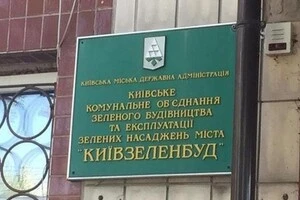 КИЇВСЬКА МІСЬКА ДЕРЖАВНА АДМІНІСТРАЦІЯ
КИЇВСЬКЕ
КОМУНАЛЬНЕ ОБ'ЄДНАННЯ
ЗЕЛЕНОГО БУДІВНИЦТВА
ТА ЕКСПЛУАТАЦІЇ
ЗЕЛЕНИХ НАСАДЖЕНЬ МІСТА
"КИЇВЗЕЛЕНБУД"